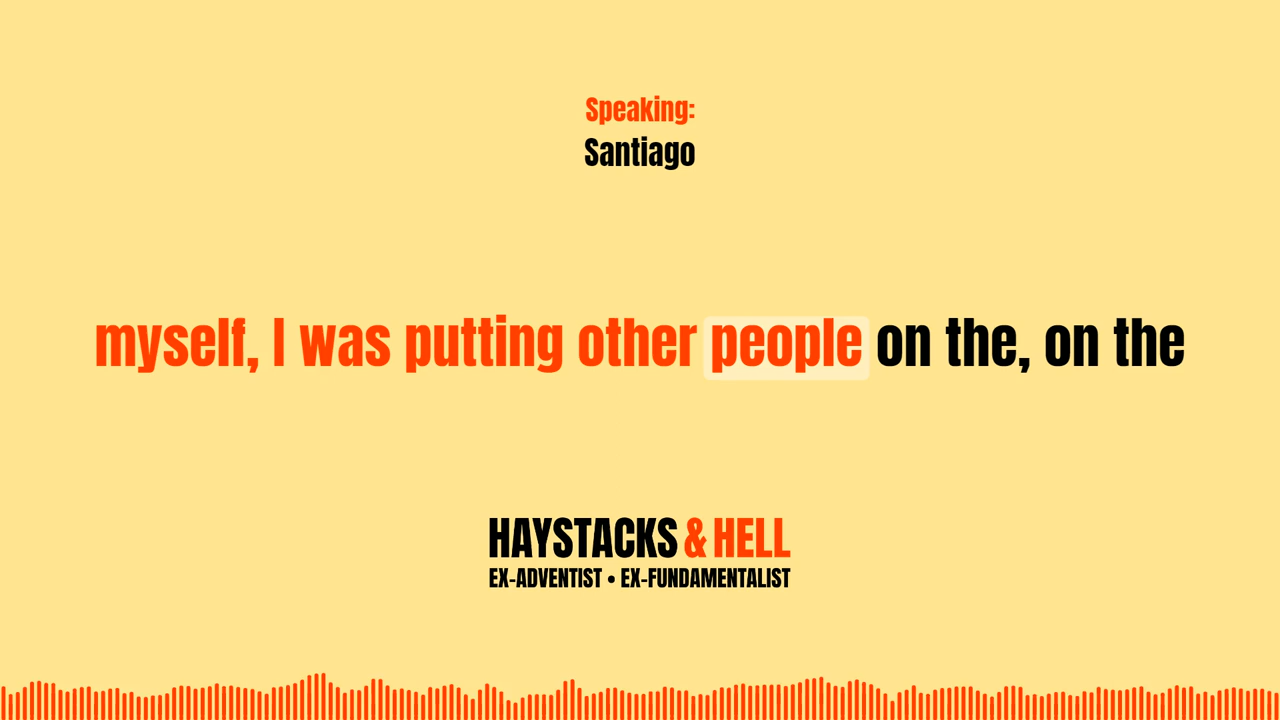 Speaking:
Santiago
myself, I was putting other people on the, on the
HAYSTACKS & HELL
EX-ADVENTIST • EX-FUNDAMENTALIST